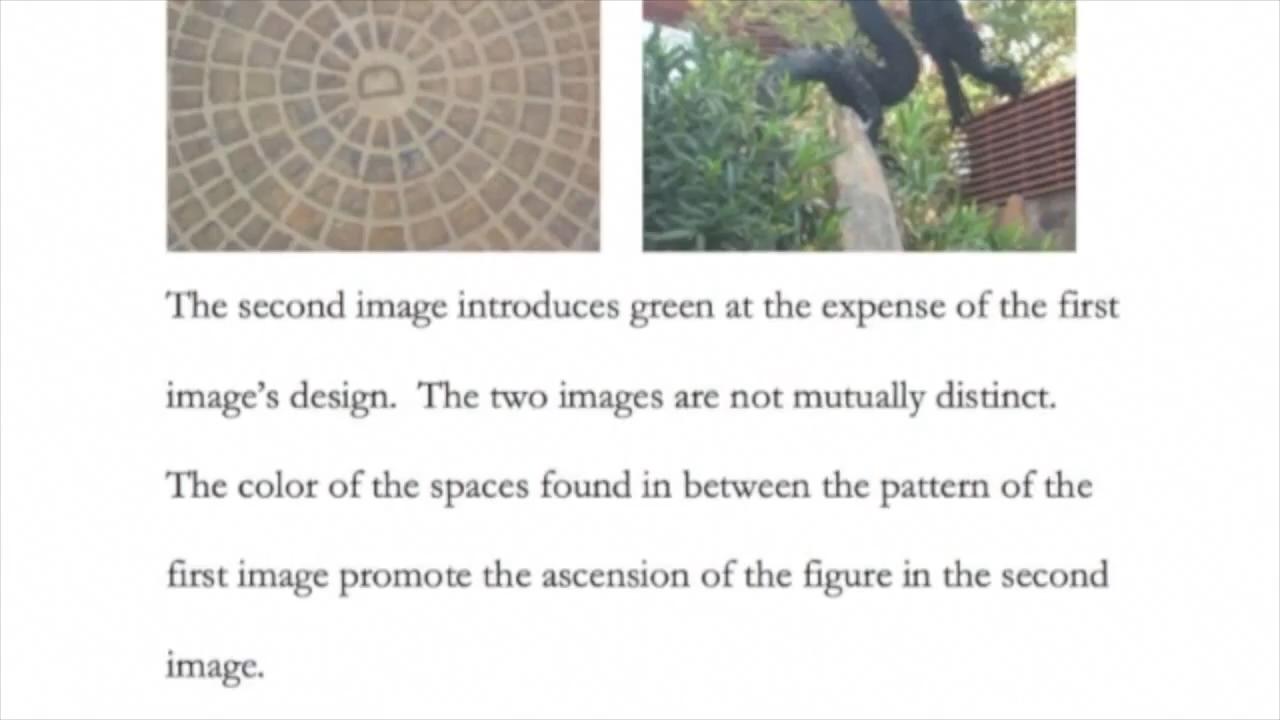 D
The second image introduces green at the expense of the first
image’s design.  The two images are not mutually distinct.
The color of the spaces found in between the pattern of the
first image promote the ascension of the figure in the second
image.